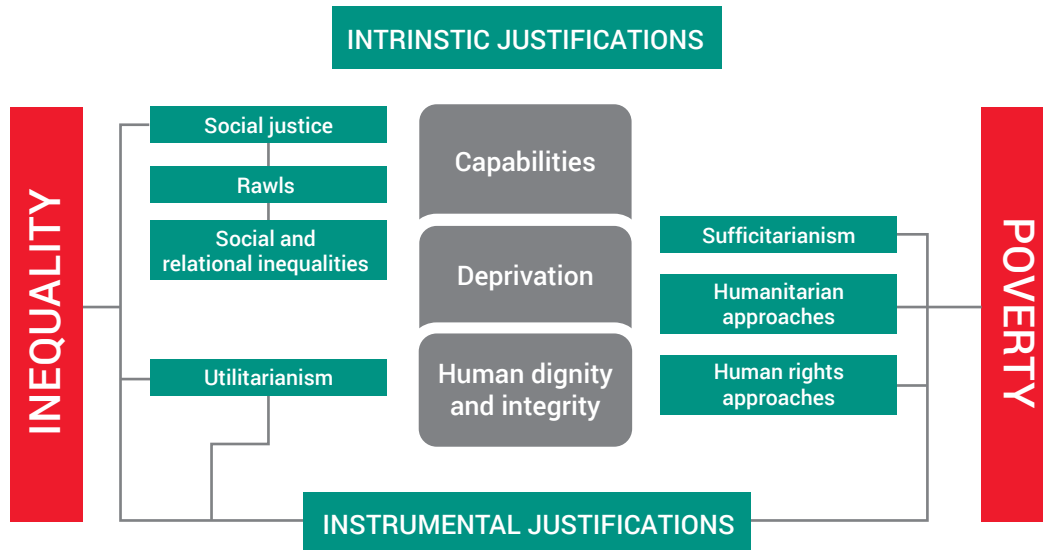 INTRINSTIC JUSTIFICATIONS
INEQUALITY
Social justice
Rawls
Social and
relational inequalities
Utilitarianism
Capabilities
Deprivation
Human dignity
and integrity
Sufficitarianism
Humanitarian
approaches
Human rights
approaches
POVERTY
INSTRUMENTAL JUSTIFICATIONS